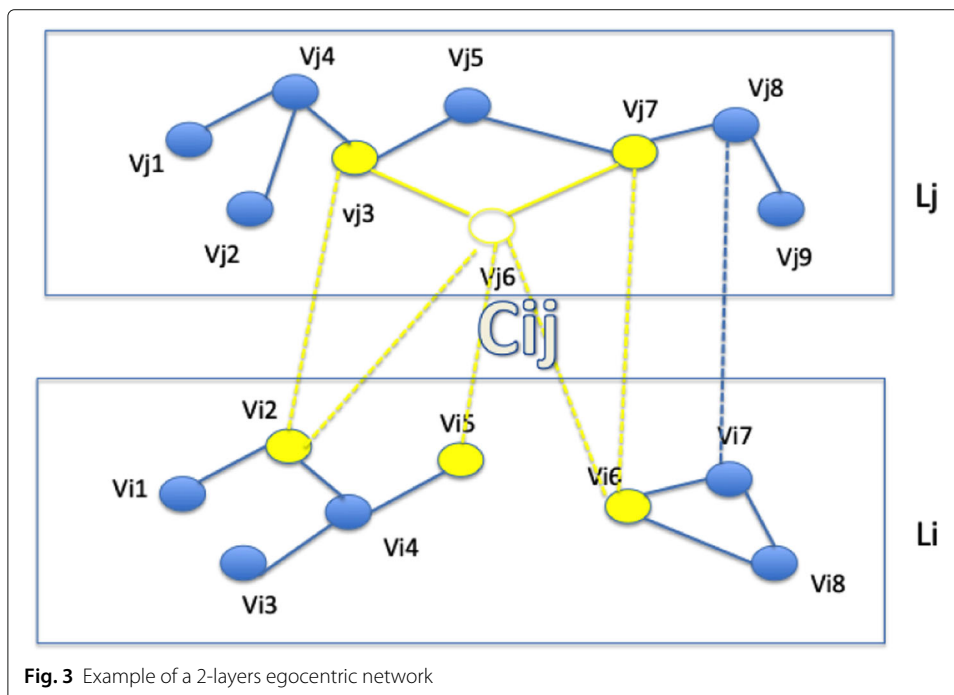 Vj4
Vj5
Vj7
Vj8
Vj1
vj3
Vj2
Vj6
Vj9
Lj
Cij
Vi2
Vi5
Vi7
Vi1
Vi6
Vi4
Vi3
Vi8
Li
Fig. 3 Example of a 2-layers egocentric network